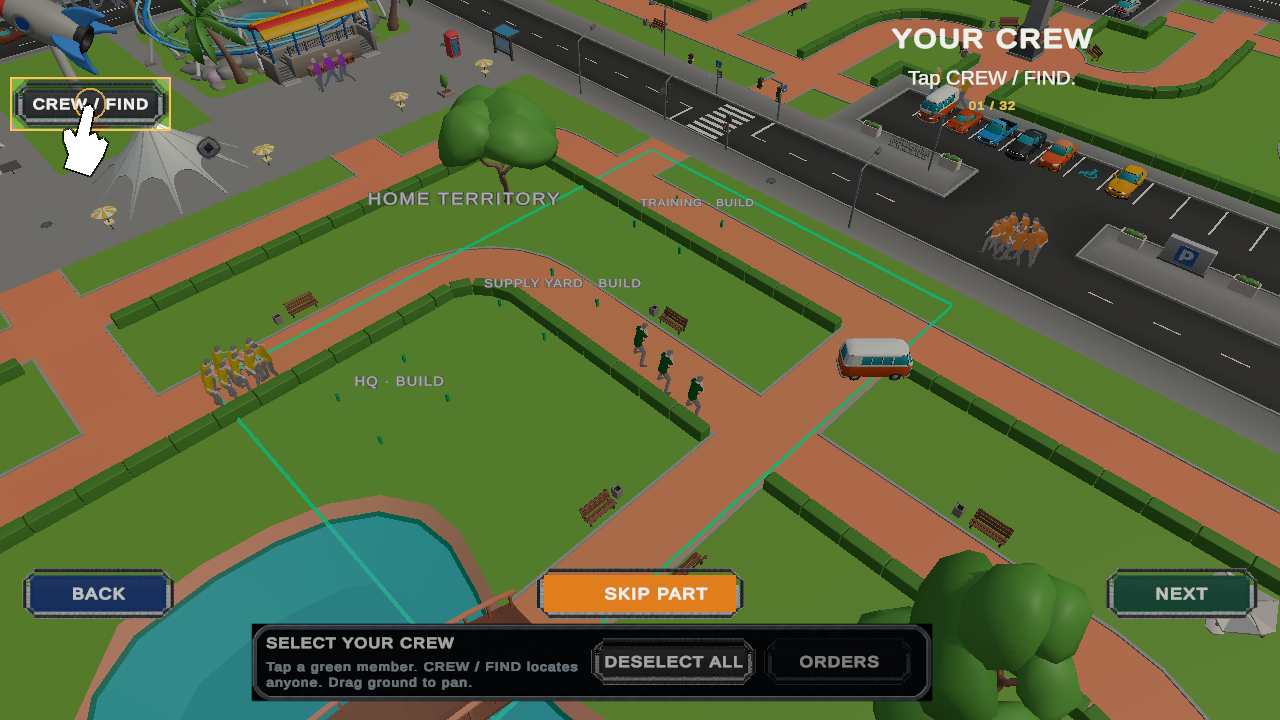 YOUR CREW
Tap CREW / FIND.
01 / 32
CREW / FIND
HOME TERRITORY
TRAINING · BUILD
SUPPLY YARD · BUILD
HQ · BUILD
P
BACK
SKIP PART
NEXT
SELECT YOUR CREW
Tap a green member. CREW / FIND locates
anyone. Drag ground to pan.
DESELECT ALL
ORDERS